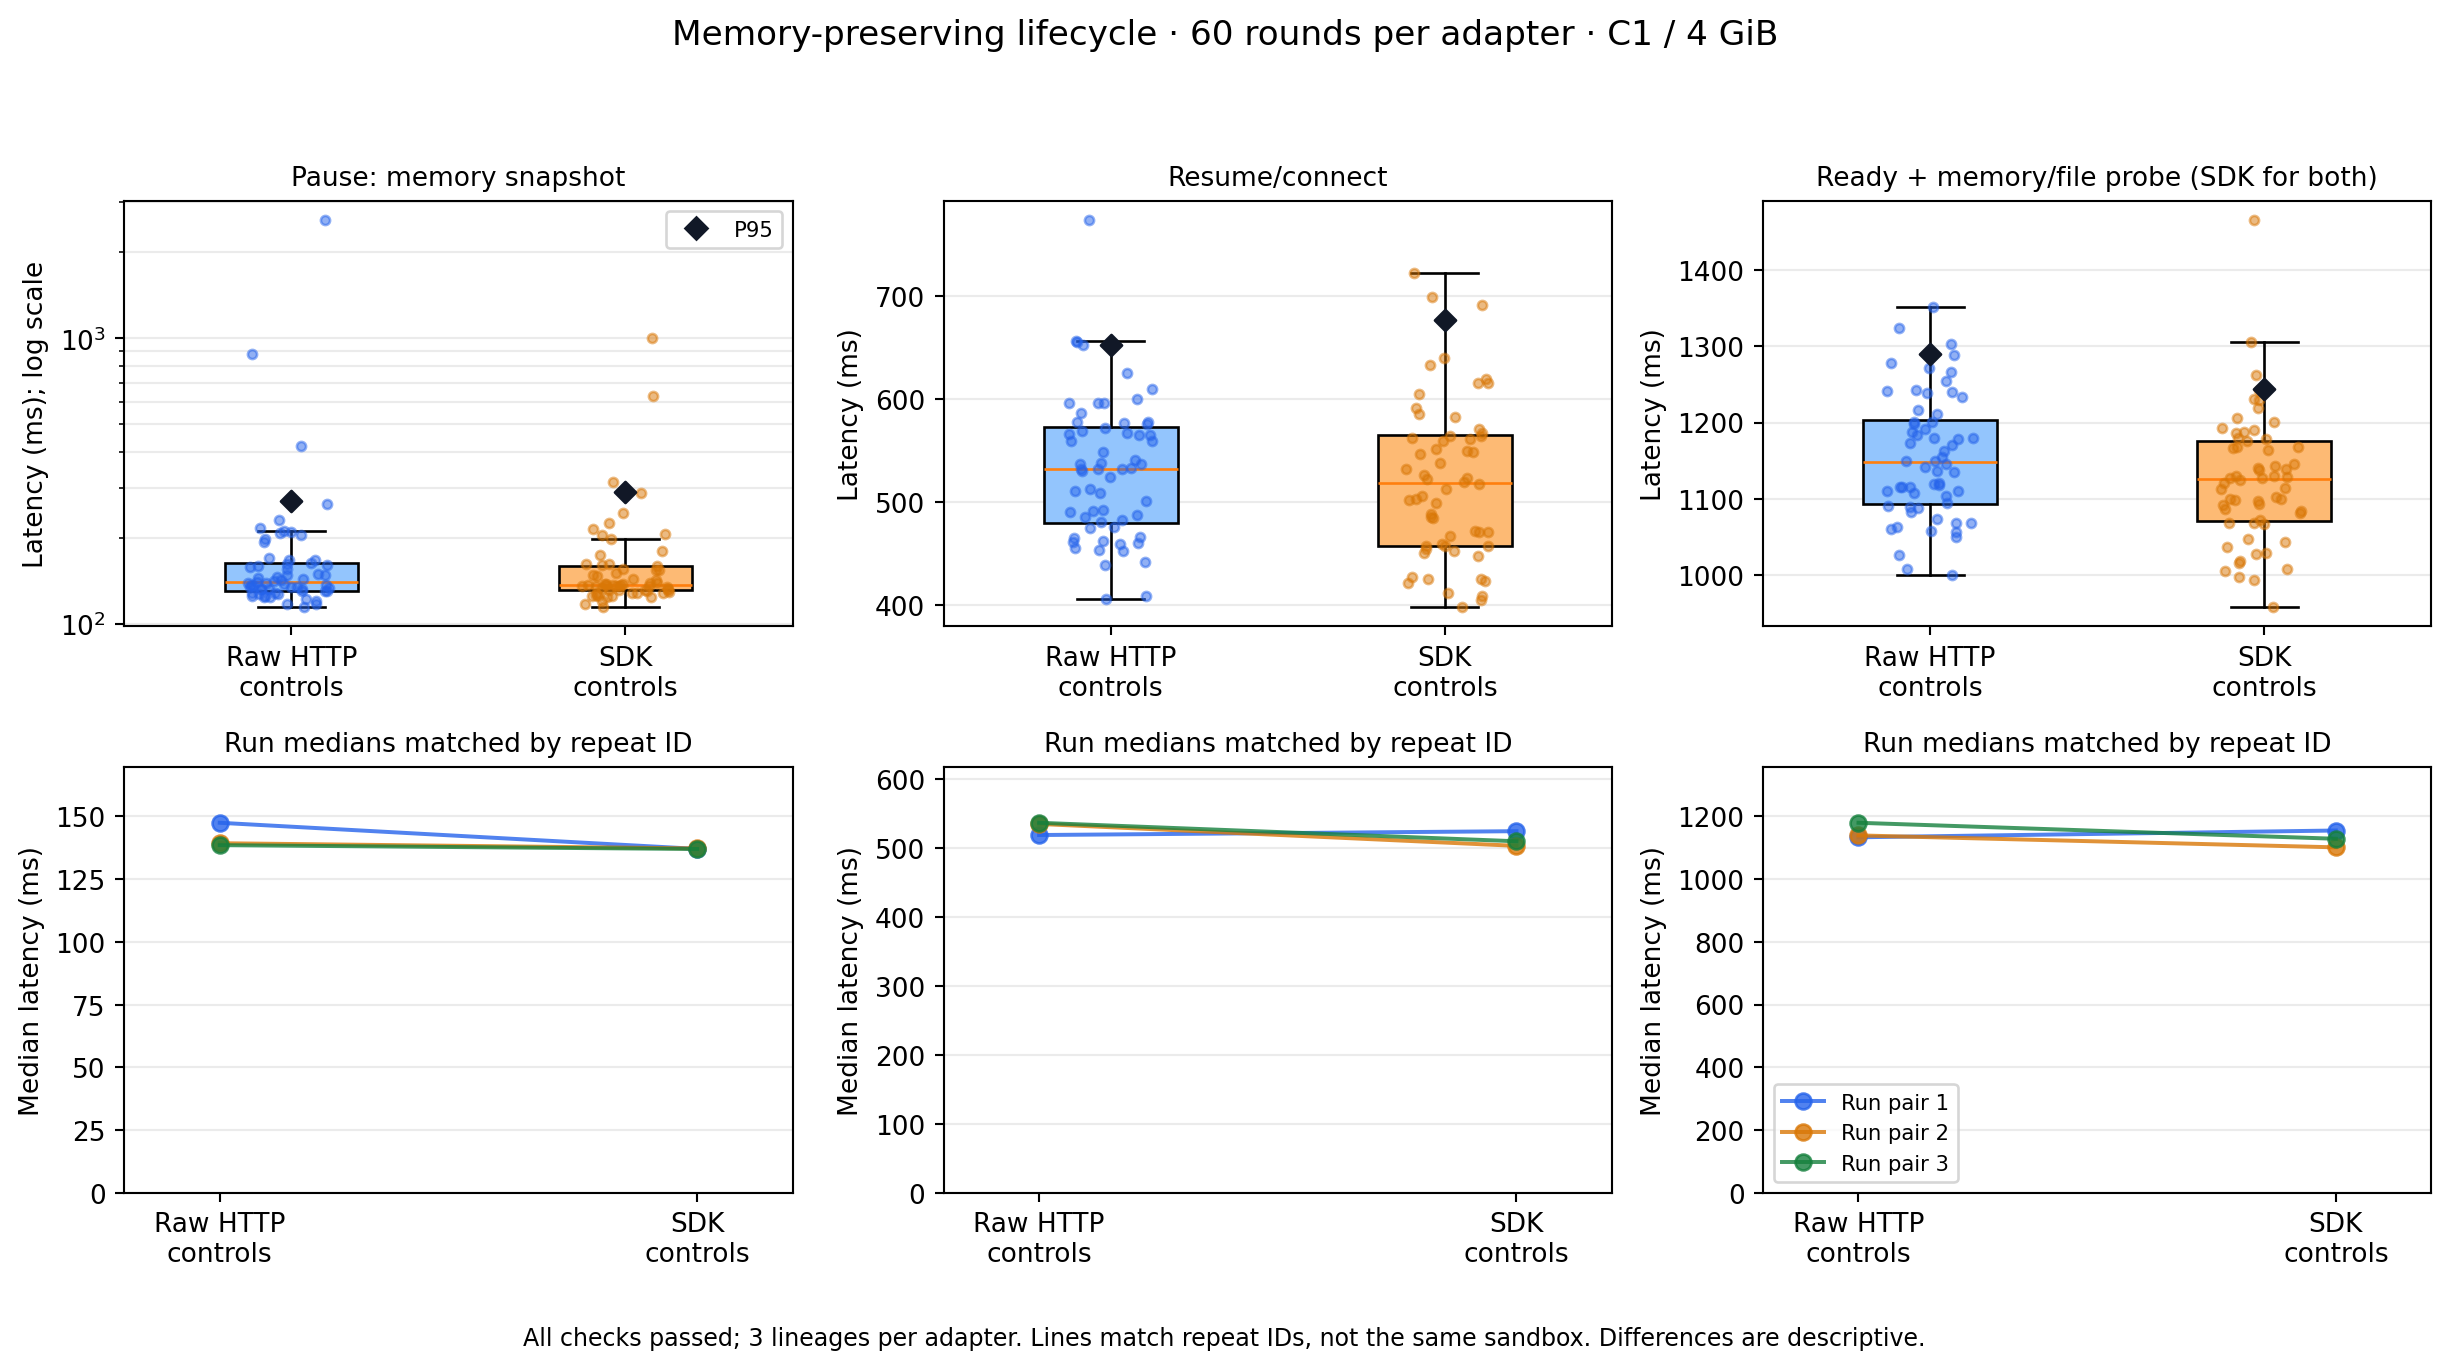 Memory-preserving lifecycle · 60 rounds per adapter · C1 / 4 GiB
Pause: memory snapshot
Latency (ms); log scale
10³
10²
P95
Raw HTTP
controls
SDK
controls
Resume/connect
Latency (ms)
700
600
500
400
Raw HTTP
controls
SDK
controls
Ready + memory/file probe (SDK for both)
Latency (ms)
1400
1300
1200
1100
1000
Raw HTTP
controls
SDK
controls
Run medians matched by repeat ID
Median latency (ms)
150
125
100
75
50
25
0
Raw HTTP
controls
SDK
controls
Run medians matched by repeat ID
Median latency (ms)
600
500
400
300
200
100
0
Raw HTTP
controls
SDK
controls
Run medians matched by repeat ID
Median latency (ms)
1200
1000
800
600
400
200
0
Run pair 1
Run pair 2
Run pair 3
Raw HTTP
controls
SDK
controls
All checks passed; 3 lineages per adapter. Lines match repeat IDs, not the same sandbox. Differences are descriptive.